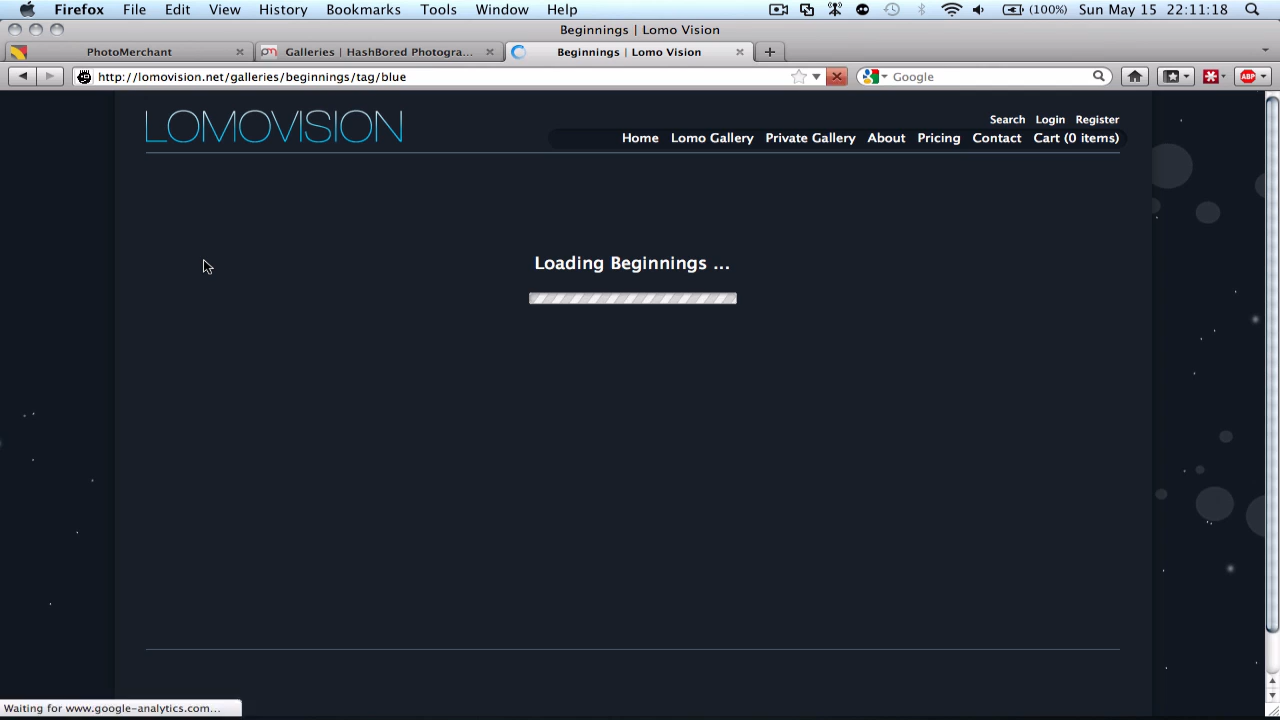 Firefox File Edit View History Bookmarks Tools Window Help (100%) Sun May 15 22:11:18
Beginnings | Lomo Vision
PhotoMerchant Galleries | HashBored Photogra... Beginnings | Lomo Vision
http://lomovision.net/galleries/beginnings/tag/blue Google ABP
LOMOVISION
Search Login Register
Home Lomo Gallery Private Gallery About Pricing Contact Cart (0 items)
Loading Beginnings ...
Waiting for www.google-analytics.com...